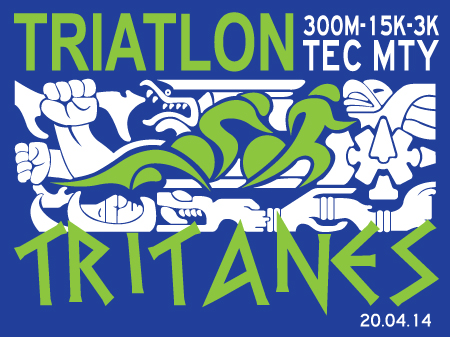 TRIATLON
300M-15K-3K
TEC MTY
TRITANES
20.04.14